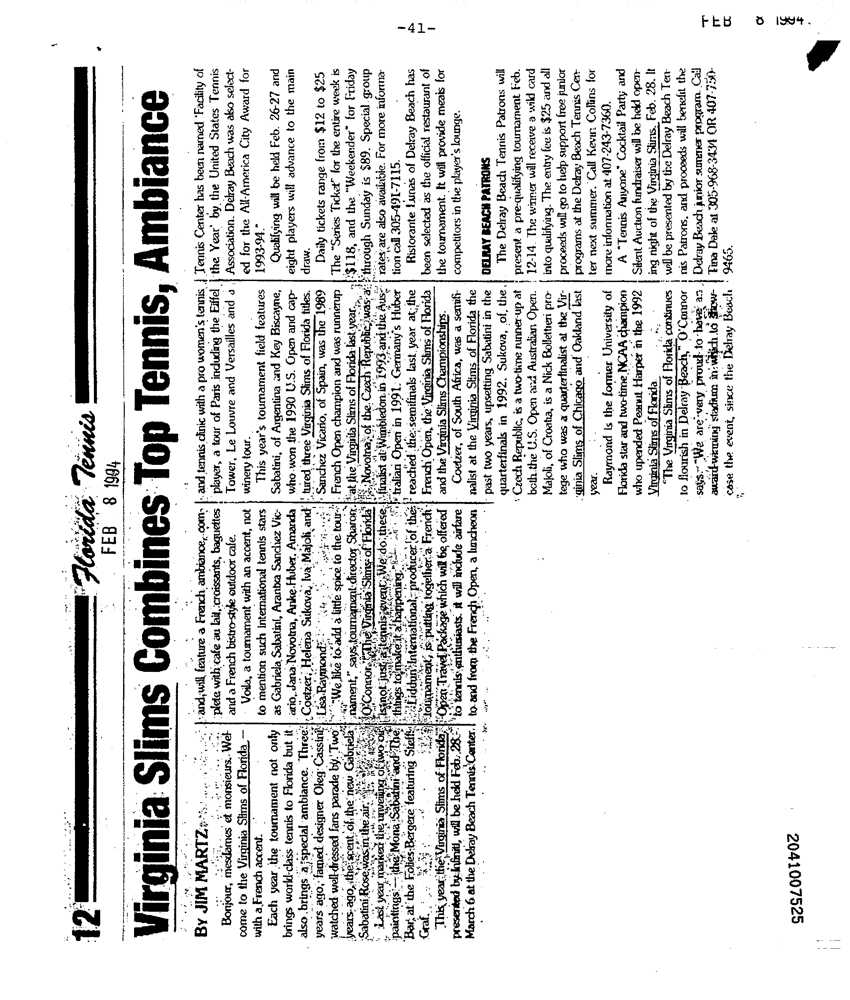 -41-
FEB 8 1994.
12
Florida Tennis
FEB 8 1994
Virginia Slims Combines Top Tennis, Ambiance
By JIM MARTZ
Bonjour, mesdames et monsieurs. Wel-
come to the Virginia Slims of Florida —
with a French accent.
Each year the tournament not only
brings world-class tennis to Florida but it
also brings a special ambiance. Three
years ago, famed designer Oleg Cassini
watched well-dressed fans parade by. Two
years ago, the scent of the new Gabriela
Sabatini Rose was in the air.
Last year marked the unveiling of two oil
paintings — the Mona Sabatini and The
Bar at the Folies-Bergere featuring Steffi
Graf.
This year the Virginia Slims of Florida,
presented by Infiniti, will be held Feb. 28-
March 6 at the Delray Beach Tennis Center
and will feature a French ambiance, com-
plete with cafe au lait, croissants, baguettes
and a French bistro-style outdoor cafe.
Voila, a tournament with an accent, not
to mention such international tennis stars
as Gabriela Sabatini, Arantxa Sanchez Vic-
ario, Jana Novotna, Anke Huber, Amanda
Coetzer, Helena Sukova, Iva Majoli and
Lisa Raymond.
"We like to add a little spice to the tour-
nament," says tournament director Sharon
O'Connor. "The Virginia Slims of Florida
is not just a tennis event. We do these
things to make it a happening."
Liddun International, producer of the
tournament, is putting together a French
Open Travel Package which will be offered
to tennis enthusiasts. it will include airfare
to and from the French Open, a luncheon
and tennis clinic with a pro women's tennis
player, a tour of Paris including the Eiffel
Tower, Le Louvre and Versailles and a
winery tour.
This year's tournament field features
Sabatini, of Argentina and Key Biscayne,
who won the 1990 U.S. Open and cap-
tured three Virginia Slims of Florida titles.
Sanchez Vicario, of Spain, was the 1989
French Open champion and was runnerup
at the Virginia Slims of Florida last year.
Novotna, of the Czech Republic, was a
finalist at Wimbledon in 1993 and the Aus-
tralian Open in 1991. Germany's Huber
reached the semifinals last year at the
French Open, the Virginia Slims of Florida
and the Virginia Slims Championships.
Coetzer, of South Africa, was a semifi-
nalist at the Virginia Slims of Florida the
past two years, upsetting Sabatini in the
quarterfinals in 1992. Sukova, of, the
Czech Republic, is a two-time runner-up at
both the U.S. Open and Australian Open.
Majoli, of Croatia, is a Nick Bollettieri pro-
tege who was a quarterfinalist at the Vir-
ginia Slims of Chicago and Oakland last
year.
Raymond is the former University of
Florida star and two-time NCAA champion
who upended Peanut Harper in the 1992
Virginia Slims of Florida.
"The Virginia Slims of Florida continues
to flourish in Delray Beach," O'Connor
says. "We are very proud to have an
award-winning stadium in which to show-
case the event, since the Delray Beach
Tennis Center has been named 'Facility of
the Year' by the United States Tennis
Association. Delray Beach was also select-
ed for the All-America City Award for
1993-94."
Qualifying will be held Feb. 26-27 and
eight players will advance to the main
draw.
Daily tickets range from $12 to $25
The "Series Ticket" for the entire week is
$118, and the "Weekender" for Friday
through Sunday is $89. Special group
rates are also available. For more informa-
tion call 305-491-7115.
Ristorante Lunas of Delray Beach has
been selected as the official restaurant of
the tournament. It will provide meals for
competitors in the player's lounge.
DELRAY BEACH PATRONS
The Delray Beach Tennis Patrons will
present a pre-qualifying tournament Feb.
12-14. The winner will receive a wild card
into qualifying. The entry fee is $25 and all
proceeds will go to help support free junior
programs at the Delray Beach Tennis Cen-
ter next summer. Call Kevin Collins for
more information at 407-243-7360.
A "Tennis Anyone" Cocktail Party and
Silent Auction fundraiser will be held open-
ing night of the Virginia Slims, Feb. 28. It
will be presented by the Delray Beach Ten-
nis Patrons, and proceeds will benefit the
Delray Beach junior summer program. Call
Tina Dale at 305-968-3434 OR 407-750-
9465.
2041007525